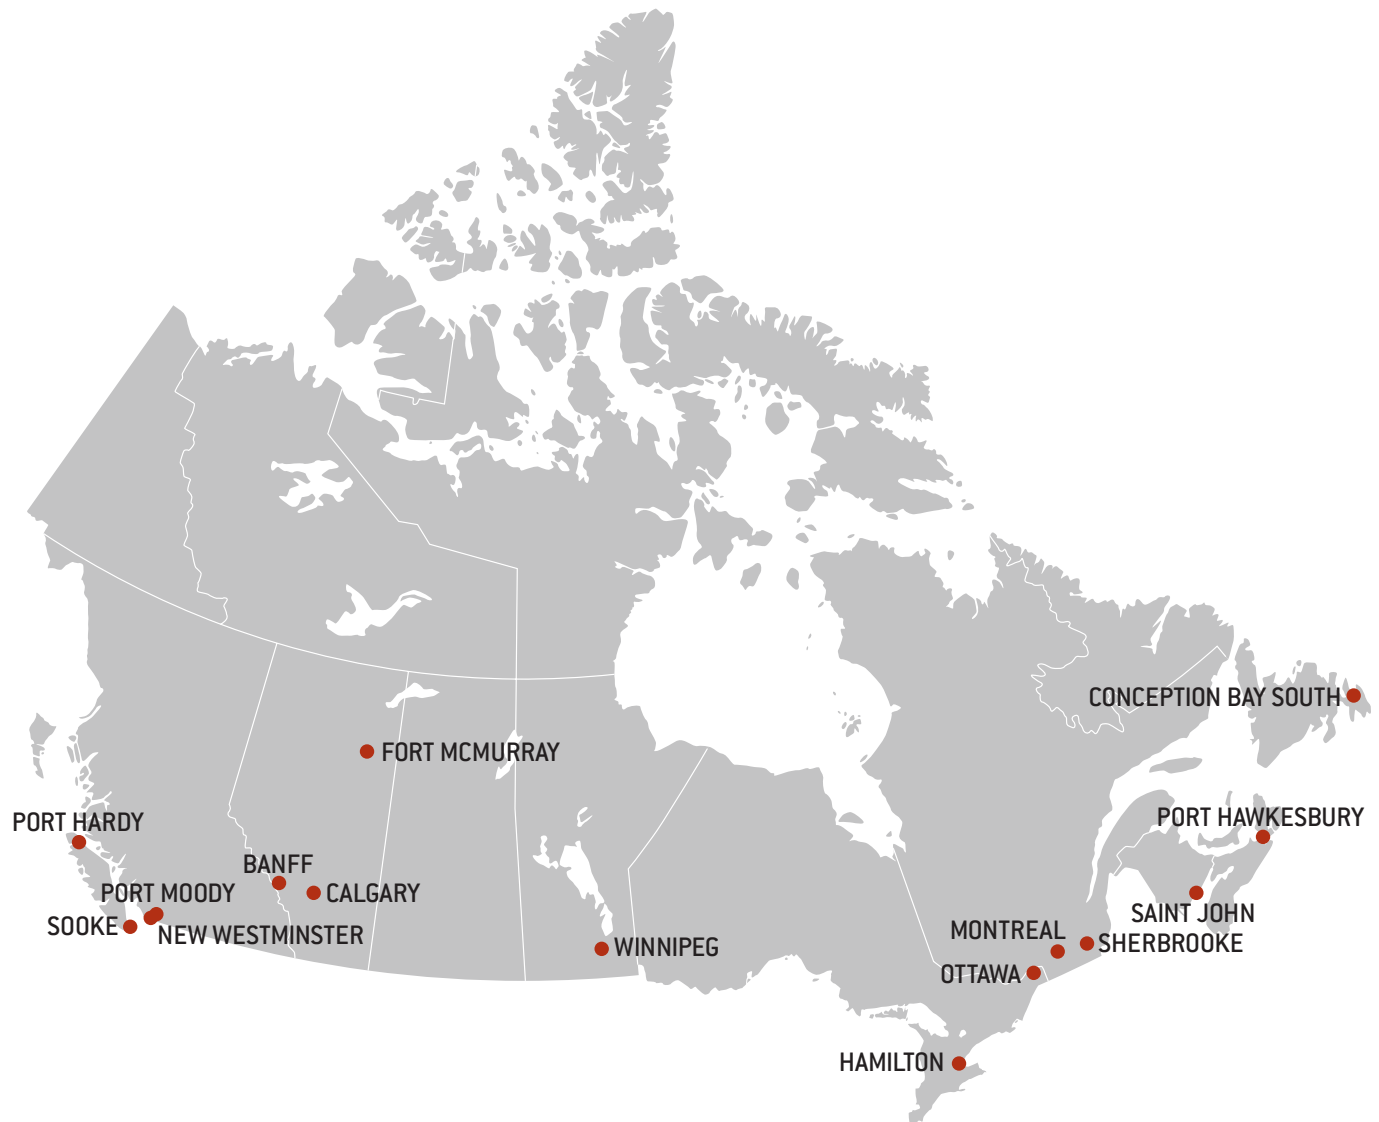 CONCEPTION BAY SOUTH
FORT MCMURRAY
PORT HARDY
PORT HAWKESBURY
BANFF
PORT MOODY
CALGARY
SOOKE
NEW WESTMINSTER
SAINT JOHN
MONTREAL
SHERBROOKE
WINNIPEG
OTTAWA
HAMILTON